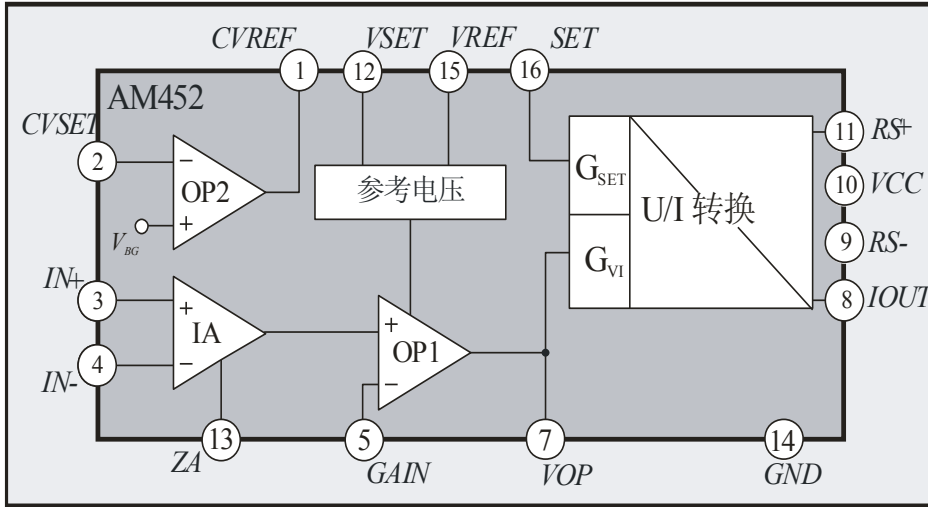 CVREF VSET VREF SET
1 12 15 16
AM452
CVSET
2
−
OP2
+
V_BG
参考电压
G_SET
G_VI
U/I 转换
11 RS+
10 VCC
9 RS-
8 IOUT
IN+
3
+
IA
−
4
IN-
+
OP1
−
13 5 7 14
ZA GAIN VOP GND